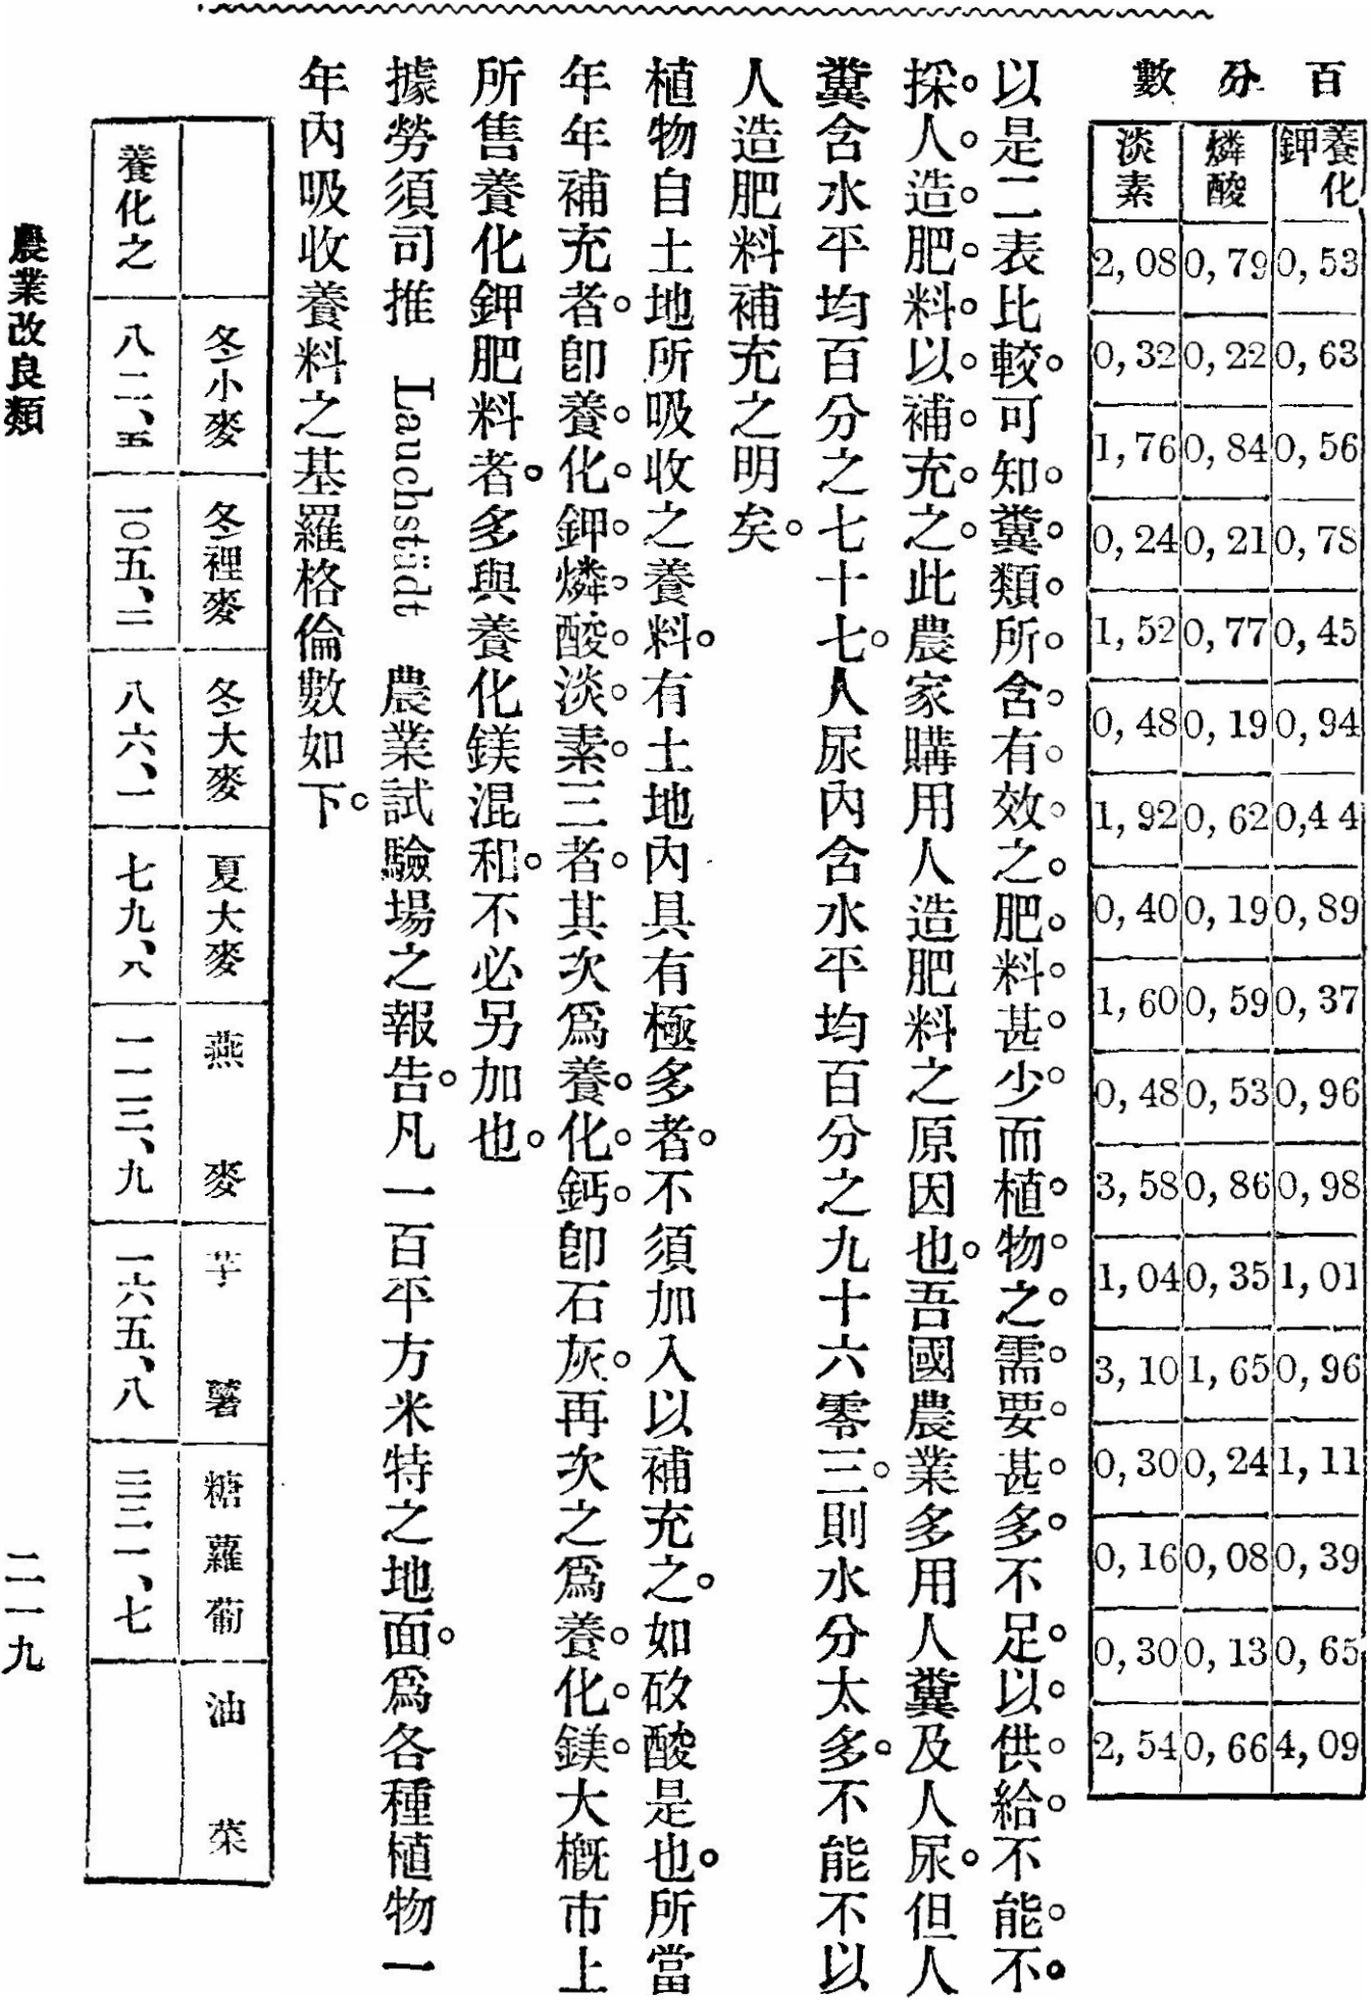 百分數
養化鉀 0,53 0,63 0,56 0,78 0,45 0,94 0,44 0,89 0,37 0,96 0,98 1,01 0,96 1,11 0,39 0,65 4,09
燐酸 0,79 0,22 0,84 0,21 0,77 0,19 0,62 0,19 0,59 0,53 0,86 0,35 1,65 0,24 0,08 0,13 0,66
淡素 2,08 0,32 1,76 0,24 1,52 0,48 1,92 0,40 1,60 0,48 3,58 1,04 3,10 0,30 0,16 0,30 2,54
以是二表比較。可知。糞類所含有效之肥料甚少。而植物之需要甚多。不足以供給。不能不。
採人造肥料以補充之。此農家購用人造肥料之原因也。吾國農業多用人糞及人尿。但人
糞含水平均百分之七十七。人尿內含水平均百分之九十六零三。則水分太多。不能不以
人造肥料補充之明矣。
植物自土地所吸收之養料。有土地內具有極多者。不須加入以補充之。如矽酸是也。所當
年年補充者。卽養化鉀燐酸淡素三者。其次爲養化鈣。卽石灰。再次之爲養化鎂。大槪市上
所售養化鉀肥料者。多與養化鎂混和。不必另加也。
據勞須司推 Lauchstädt 農業試驗場之報告。凡一百平方米特之地面。爲各種植物一
年內吸收養料之基羅格倫數如下。
冬小麥 冬裡麥 冬大麥 夏大麥 燕麥 芋薯 糖蘿蔔 油菜
養化之 八二、五 一〇五、二 八六、一 七九、八 一一三、九 一六五、八 三二一、七
農業改良類
二一九